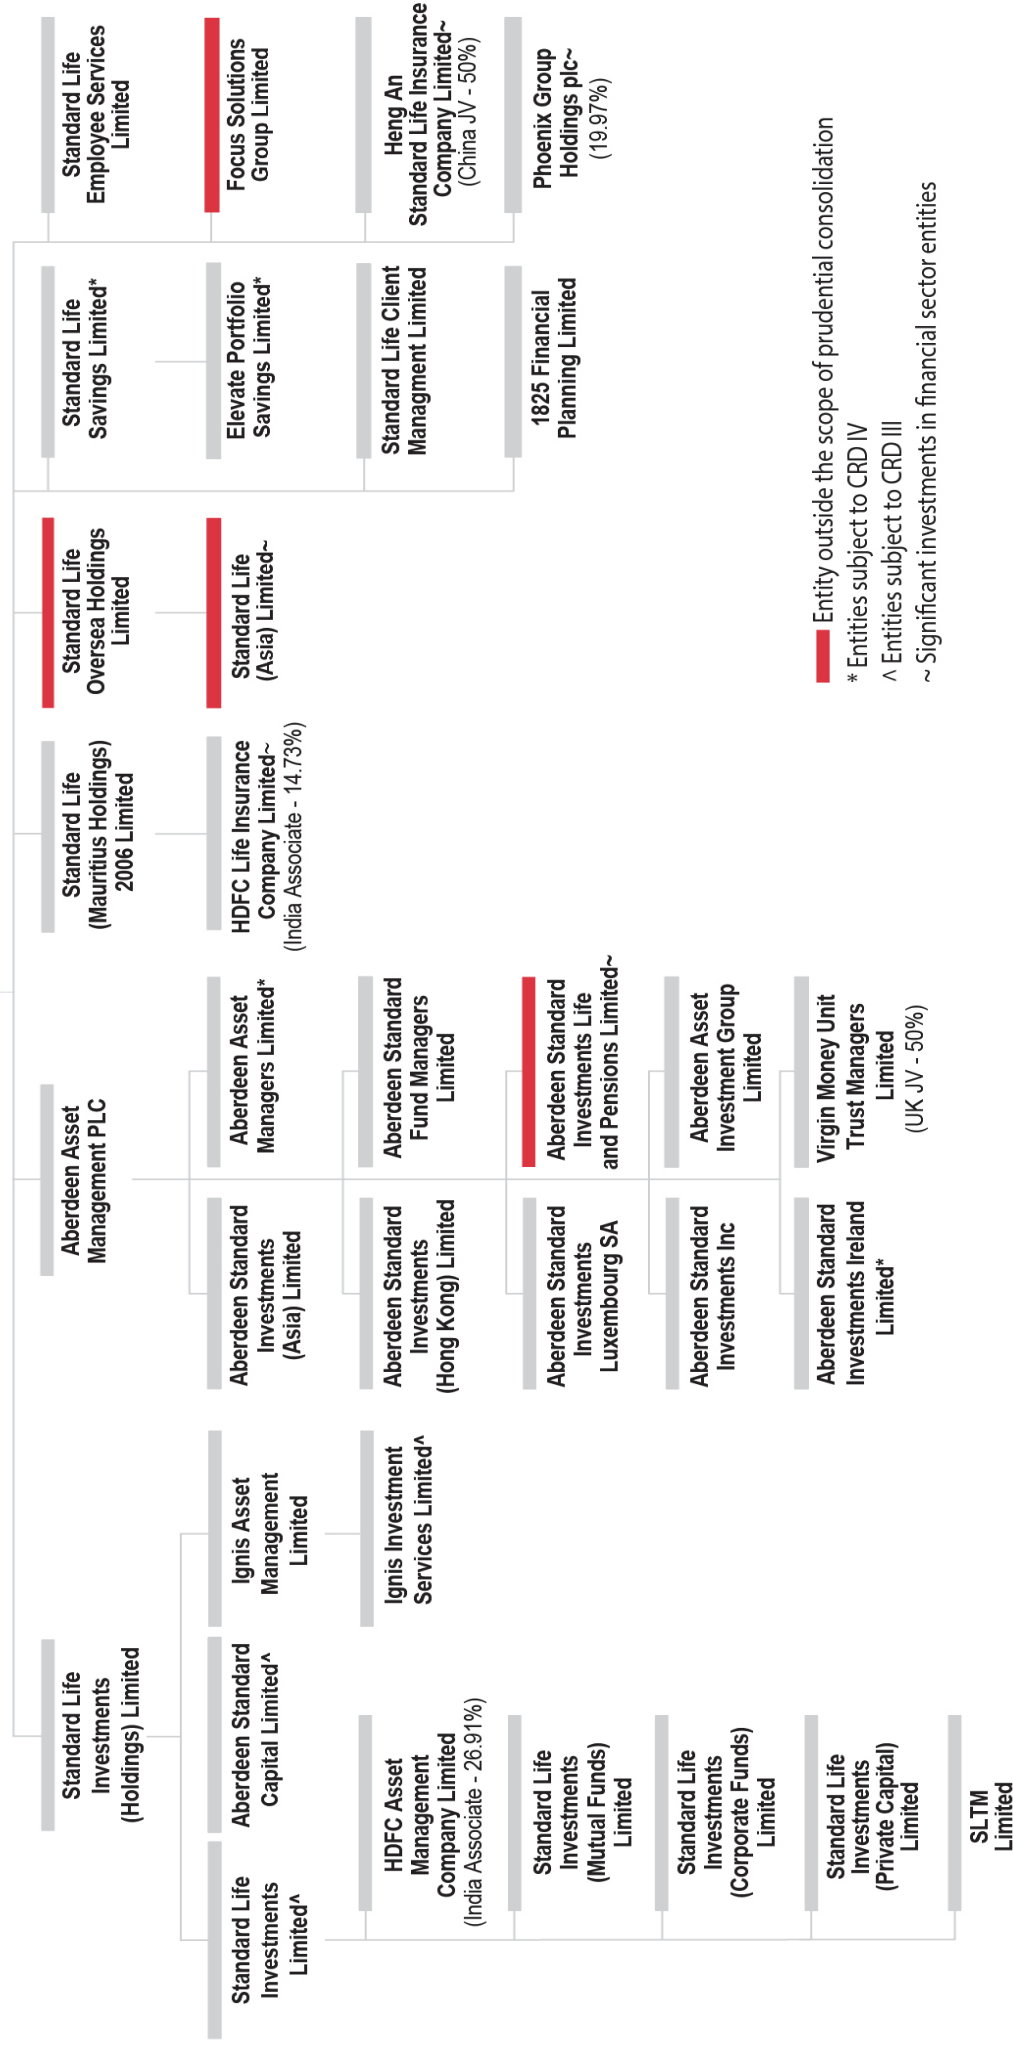 Standard Life
Investments
(Holdings) Limited
Standard Life
Investments
Limited^
Aberdeen Standard
Capital Limited^
Ignis Asset
Management
Limited
Ignis Investment
Services Limited^
HDFC Asset
Management
Company Limited
(India Associate - 26.91%)
Standard Life
Investments
(Mutual Funds)
Limited
Standard Life
Investments
(Corporate Funds)
Limited
Standard Life
Investments
(Private Capital)
Limited
SLTM
Limited
Aberdeen Asset
Management PLC
Aberdeen Standard
Investments
(Asia) Limited
Aberdeen Asset
Managers Limited*
Aberdeen Standard
Investments
(Hong Kong) Limited
Aberdeen Standard
Fund Managers
Limited
Aberdeen Standard
Investments
Luxembourg SA
Aberdeen Standard
Investments Life
and Pensions Limited~
Aberdeen Standard
Investments Inc
Aberdeen Asset
Investment Group
Limited
Aberdeen Standard
Investments Ireland
Limited*
Virgin Money Unit
Trust Managers
Limited
(UK JV - 50%)
Standard Life
(Mauritius Holdings)
2006 Limited
HDFC Life Insurance
Company Limited~
(India Associate - 14.73%)
Standard Life
Oversea Holdings
Limited
Standard Life
(Asia) Limited~
Standard Life
Savings Limited*
Elevate Portfolio
Savings Limited*
Standard Life Client
Managment Limited
1825 Financial
Planning Limited
Standard Life
Employee Services
Limited
Focus Solutions
Group Limited
Heng An
Standard Life Insurance
Company Limited~
(China JV - 50%)
Phoenix Group
Holdings plc~
(19.97%)
Entity outside the scope of prudential consolidation
* Entities subject to CRD IV
^ Entities subject to CRD III
~ Significant investments in financial sector entities